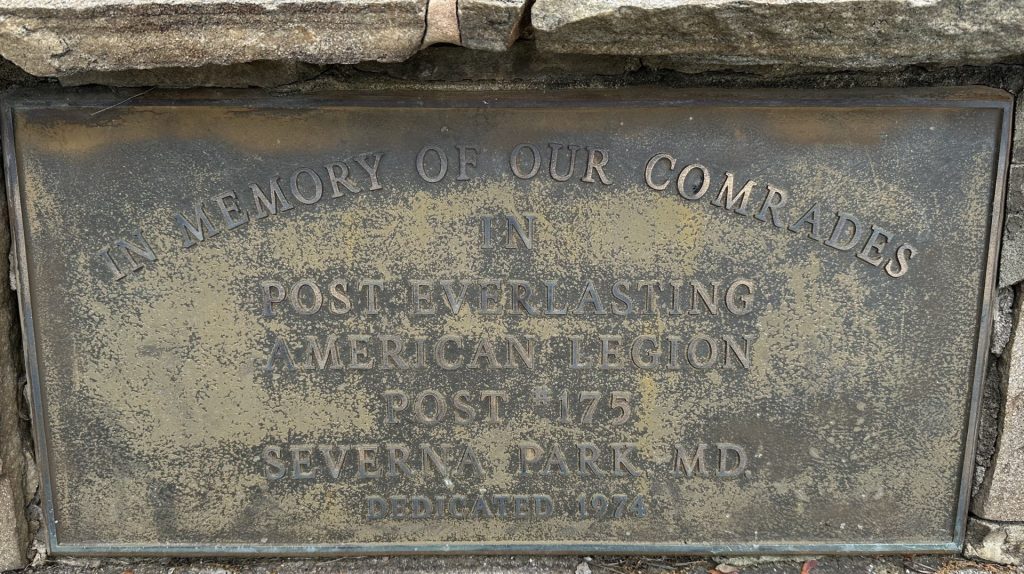 IN MEMORY OF OUR COMRADES
IN
POST EVERLASTING
AMERICAN LEGION
POST #175
SEVERNA PARK MD.
DEDICATED 1974